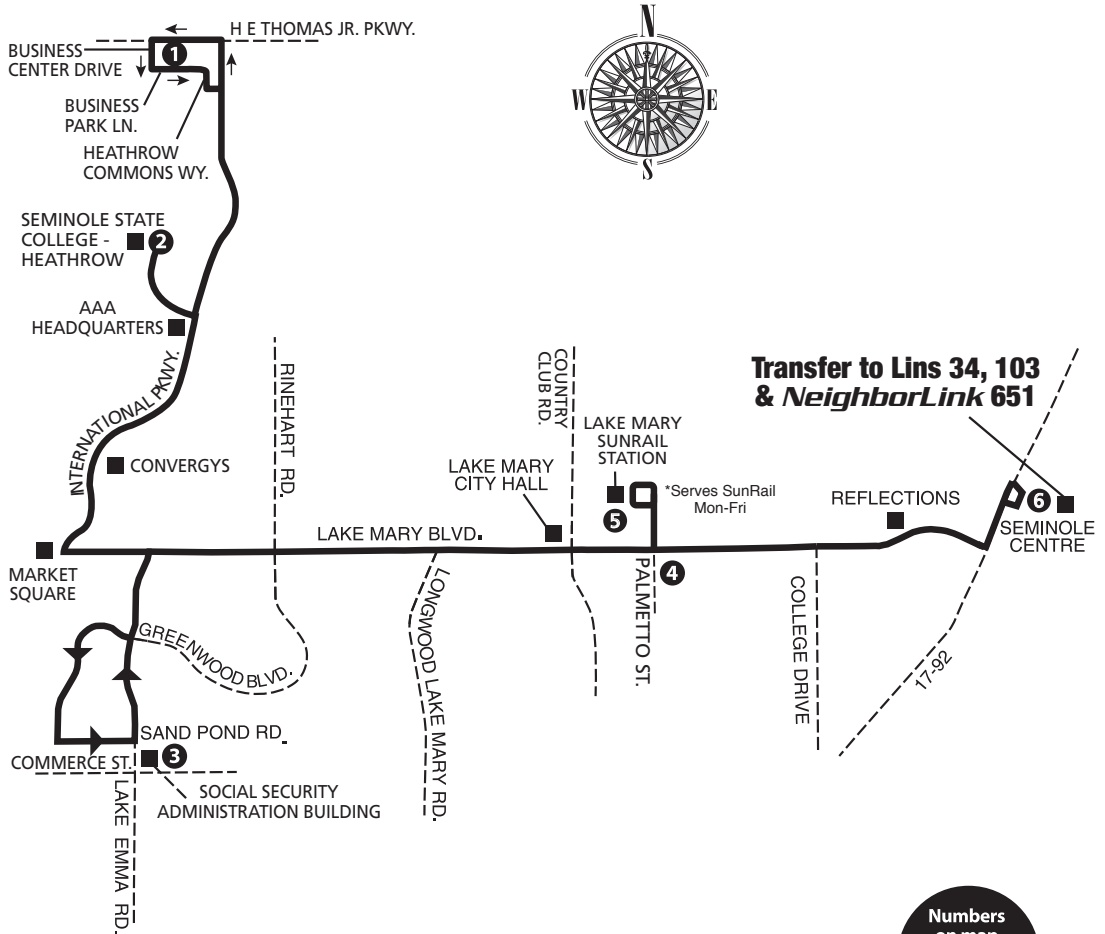 H E THOMAS JR. PKWY.
BUSINESS
CENTER DRIVE
1
BUSINESS
PARK LN.
HEATHROW
COMMONS WY.
N
W
E
S
SEMINOLE STATE
COLLEGE -
HEATHROW
2
AAA
HEADQUARTERS
INTERNATIONAL PKWY.
CONVERGYS
RINEHART RD.
COUNTRY
CLUB RD.
Transfer to Lins 34, 103
& NeighborLink 651
LAKE MARY
SUNRAIL
STATION
LAKE MARY
CITY HALL
*Serves SunRail
Mon-Fri
5
REFLECTIONS
6
SEMINOLE
CENTRE
LAKE MARY BLVD.
MARKET
SQUARE
4
PALMETTO ST.
LONGWOOD LAKE MARY RD.
COLLEGE DRIVE
17-92
GREENWOOD BLVD.
SAND POND RD.
COMMERCE ST.
3
SOCIAL SECURITY
ADMINISTRATION BUILDING
LAKE EMMA RD.
Numbers
on map